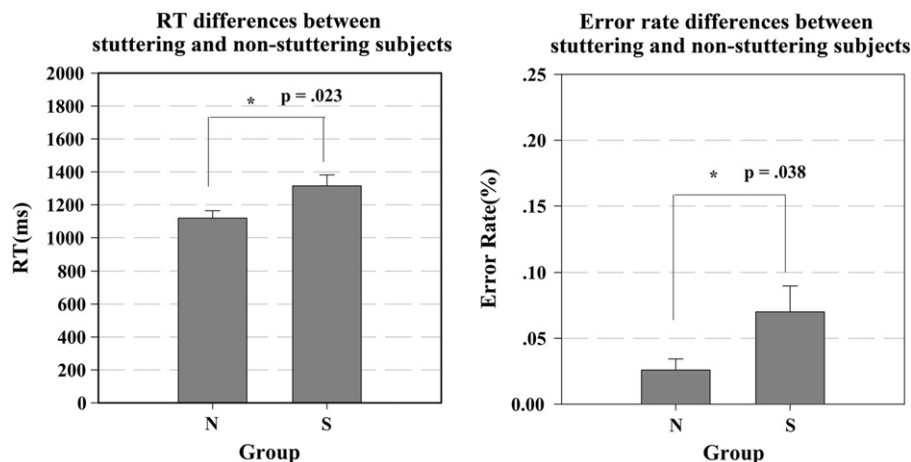 RT differences between
stuttering and non-stuttering subjects
2000
1800
1600
1400
1200
1000
800
600
400
200
0
RT(ms)
* p = .023
N S
Group
Error rate differences between
stuttering and non-stuttering subjects
.25
.20
.15
.10
.05
0.00
Error Rate(%)
* p = .038
N S
Group